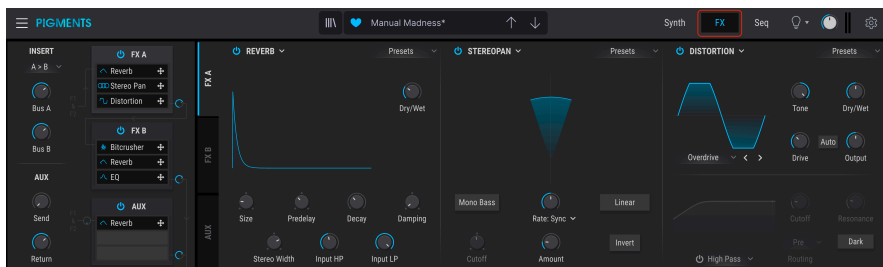 PIGMENTS
Manual Madness*
Synth FX Seq
INSERT
A > B
Bus A
Bus B
AUX
Send
Return
FX A
Reverb
Stereo Pan
Distortion
FX B
Bitcrusher
Reverb
EQ
AUX
Reverb
FX A
FX B
AUX
REVERB Presets
Dry/Wet
Size Predelay Decay Damping
Stereo Width Input HP Input LP
STEREOPAN Presets
Mono Bass Rate: Sync Linear
Cutoff Amount Invert
DISTORTION Presets
Tone Dry/Wet
Overdrive Drive Auto Output
Cutoff Resonance
High Pass Pre Routing Dark